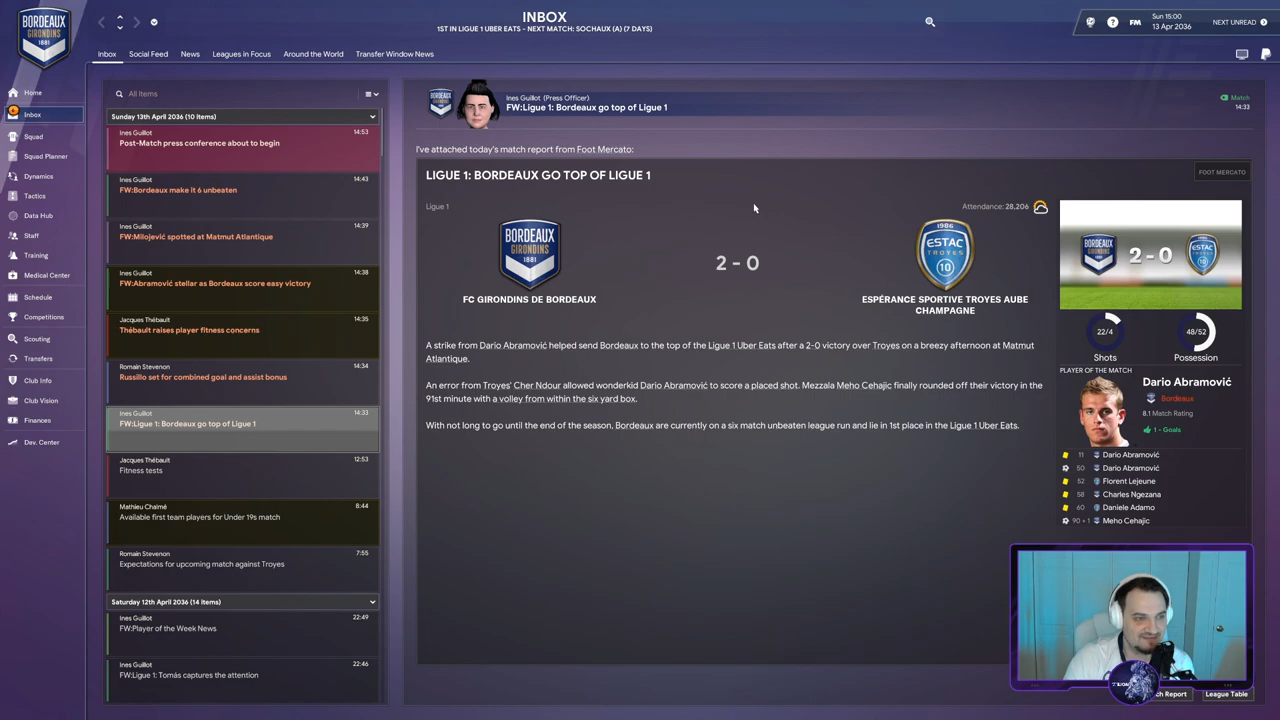 BORDEAUX
GIRONDINS
1881
INBOX
1ST IN LIGUE 1 UBER EATS - NEXT MATCH: SOCHAUX (A) (7 DAYS)
FM
Sun 15:00
13 Apr 2036
NEXT UNREAD
Inbox
Social Feed
News
Leagues in Focus
Around the World
Transfer Window News
Home
Inbox
Squad
Squad Planner
Dynamics
Tactics
Data Hub
Staff
Training
Medical Center
Schedule
Competitions
Scouting
Transfers
Club Info
Club Vision
Finances
Dev. Center
All Items
Sunday 13th April 2036 (10 Items)
Ines Guillot 14:53
Post-Match press conference about to begin
Ines Guillot 14:43
FW:Bordeaux make it 6 unbeaten
Ines Guillot 14:39
FW:Milojević spotted at Matmut Atlantique
Ines Guillot 14:38
FW:Abramović stellar as Bordeaux score easy victory
Jacques Thébault 14:35
Thébault raises player fitness concerns
Romain Stevenon 14:34
Russillo set for combined goal and assist bonus
Ines Guillot 14:33
FW:Ligue 1: Bordeaux go top of Ligue 1
Jacques Thébault 12:53
Fitness tests
Mathieu Chalmé 8:44
Available first team players for Under 19s match
Romain Stevenon 7:55
Expectations for upcoming match against Troyes
Saturday 12th April 2036 (14 Items)
Ines Guillot 22:49
FW:Player of the Week News
Ines Guillot 22:46
FW:Ligue 1: Tomás captures the attention
Ines Guillot (Press Officer)
FW:Ligue 1: Bordeaux go top of Ligue 1
Match
14:33
I've attached today's match report from Foot Mercato:
LIGUE 1: BORDEAUX GO TOP OF LIGUE 1
FOOT MERCATO
Ligue 1
Attendance: 28,206
BORDEAUX
GIRONDINS
1881
2 - 0
1986
ESTAC
TROYES
10
FC GIRONDINS DE BORDEAUX
ESPÉRANCE SPORTIVE TROYES AUBE
CHAMPAGNE
A strike from Dario Abramović helped send Bordeaux to the top of the Ligue 1 Uber Eats after a 2-0 victory over Troyes on a breezy afternoon at Matmut
Atlantique.
An error from Troyes' Cher Ndour allowed wonderkid Dario Abramović to score a placed shot. Mezzala Meho Cehajic finally rounded off their victory in the
91st minute with a volley from within the six yard box.
With not long to go until the end of the season, Bordeaux are currently on a six match unbeaten league run and lie in 1st place in the Ligue 1 Uber Eats.
2 - 0
22/4
Shots
48/52
Possession
PLAYER OF THE MATCH
Dario Abramović
Bordeaux
8.1 Match Rating
1 - Goals
11 Dario Abramović
50 Dario Abramović
52 Florent Lejeune
58 Charles Ngezana
60 Daniele Adamo
90 + 1 Meho Cehajic
ch Report
League Table